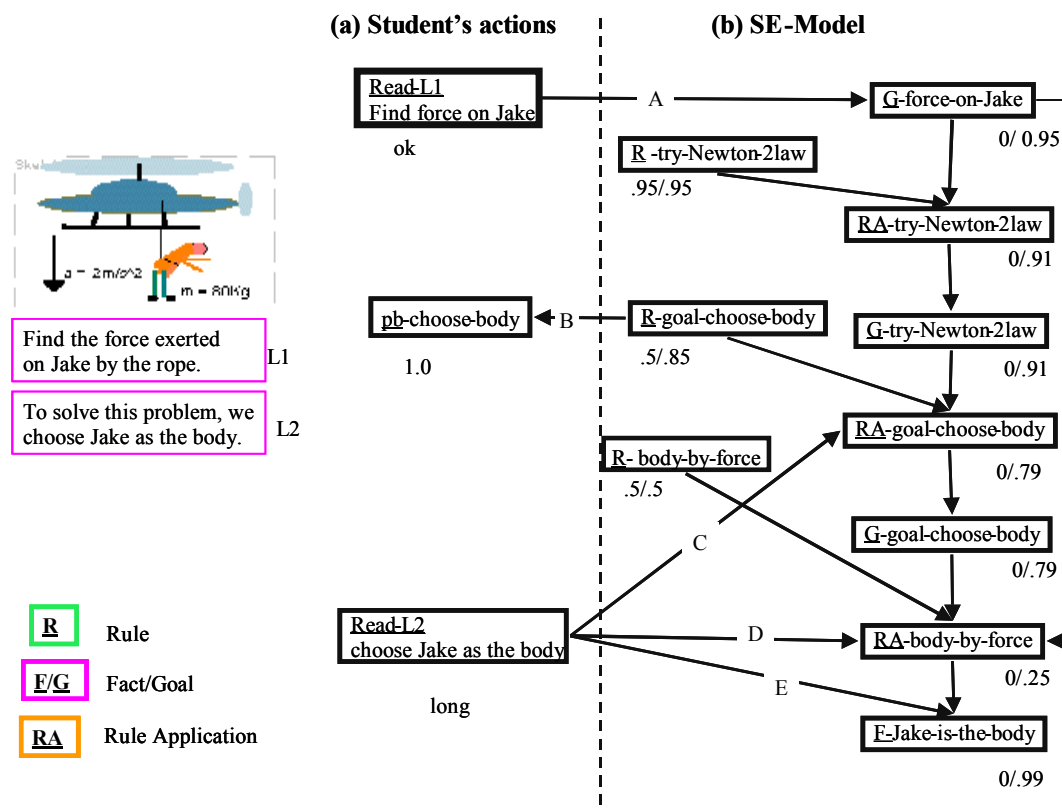 (a) Student's actions
(b) SE-Model
Read-L1
Find force on Jake
ok
A
G-force-on-Jake
0/ 0.95
R -try-Newton-2law
.95/.95
RA-try-Newton-2law
0/.91
a = 2m/s^2
m = 80Kg
Find the force exerted
on Jake by the rope.
L1
To solve this problem, we
choose Jake as the body.
L2
pb-choose-body
1.0
B
R-goal-choose-body
.5/.85
G-try-Newton-2law
0/.91
RA-goal-choose-body
0/.79
R- body-by-force
.5/.5
C
G-goal-choose-body
0/.79
Read-L2
choose Jake as the body
long
D
E
RA-body-by-force
0/.25
F-Jake-is-the-body
0/.99
R
Rule
F/G
Fact/Goal
RA
Rule Application